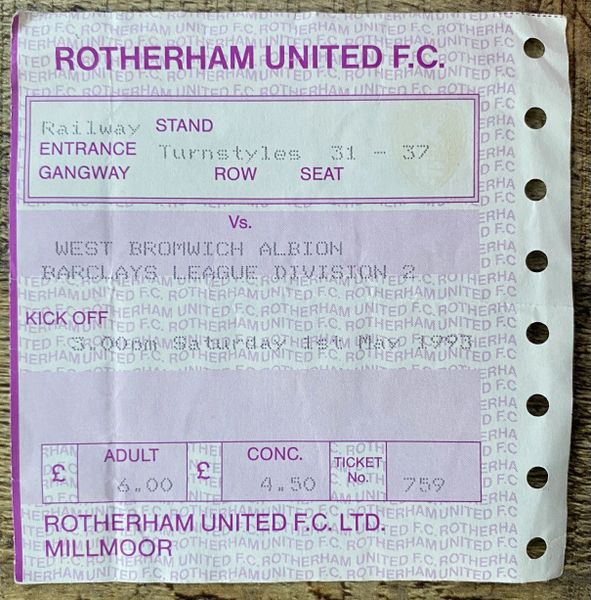 ROTHERHAM UNITED F.C.
Railway STAND
ENTRANCE Turnstyles 31 - 37
GANGWAY ROW SEAT
Vs.
WEST BROMWICH ALBION
BARCLAYS LEAGUE DIVISION 2
KICK OFF
3.00pm Saturday 1st May 1993
£ ADULT 6.00 £ CONC. 4.50 TICKET No. 759
ROTHERHAM UNITED F.C. LTD.
MILLMOOR